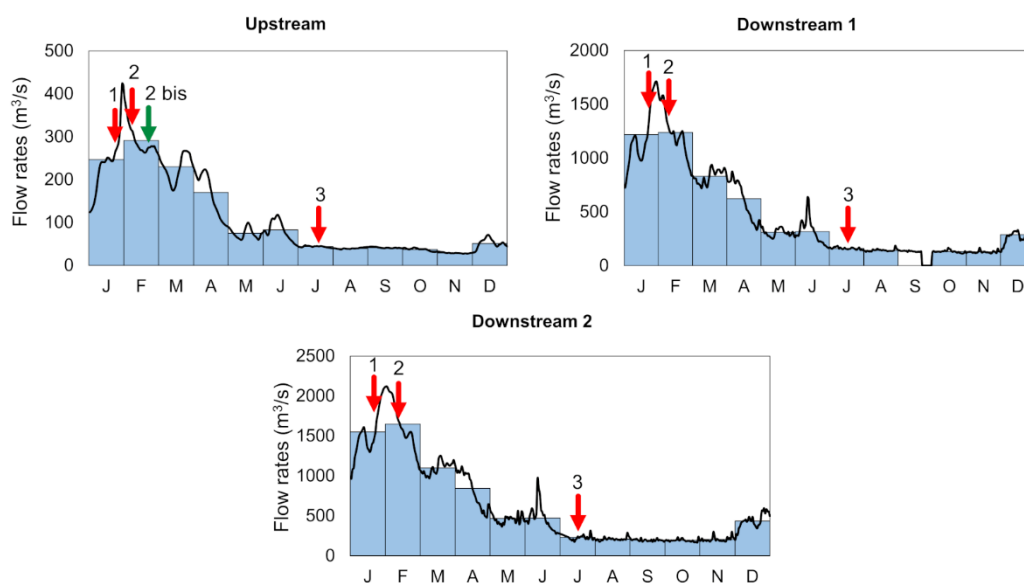 Upstream
Flow rates (m³/s)
500
400
300
200
100
0
1
2
2 bis
3
J F M A M J J A S O N D
Downstream 1
Flow rates (m³/s)
2000
1500
1000
500
0
1
2
3
J F M A M J J A S O N D
Downstream 2
Flow rates (m³/s)
2500
2000
1500
1000
500
0
1
2
3
J F M A M J J A S O N D